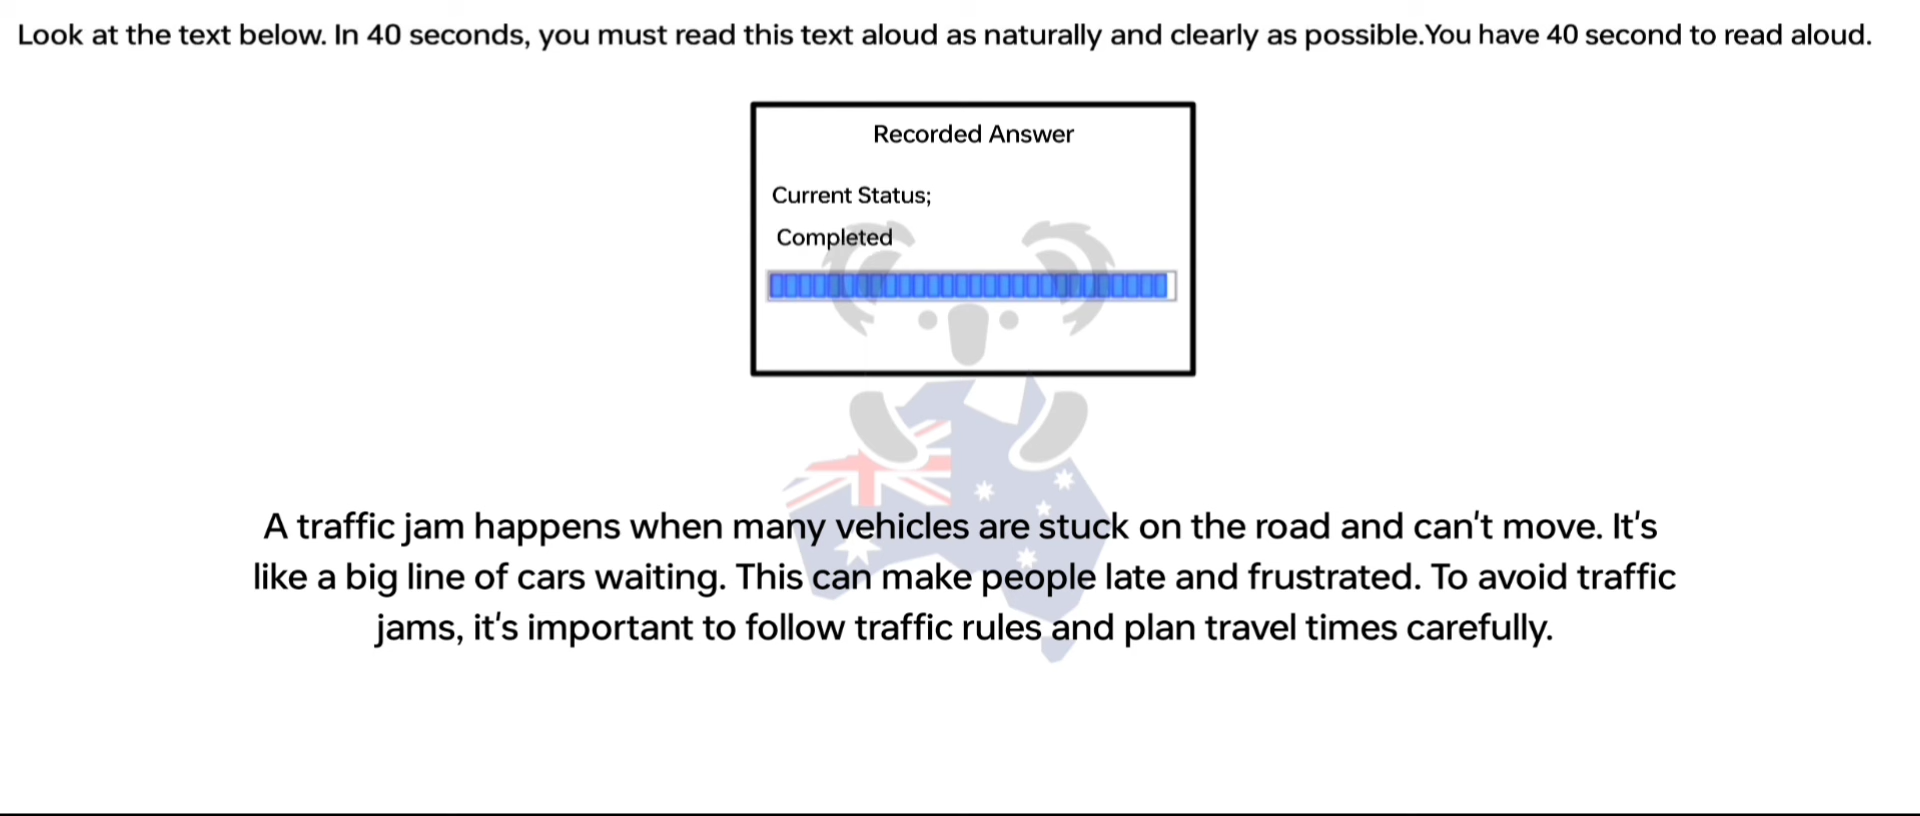 Look at the text below. In 40 seconds, you must read this text aloud as naturally and clearly as possible.You have 40 second to read aloud.
Recorded Answer
Current Status;
Completed
A traffic jam happens when many vehicles are stuck on the road and can't move. It's
like a big line of cars waiting. This can make people late and frustrated. To avoid traffic
jams, it's important to follow traffic rules and plan travel times carefully.